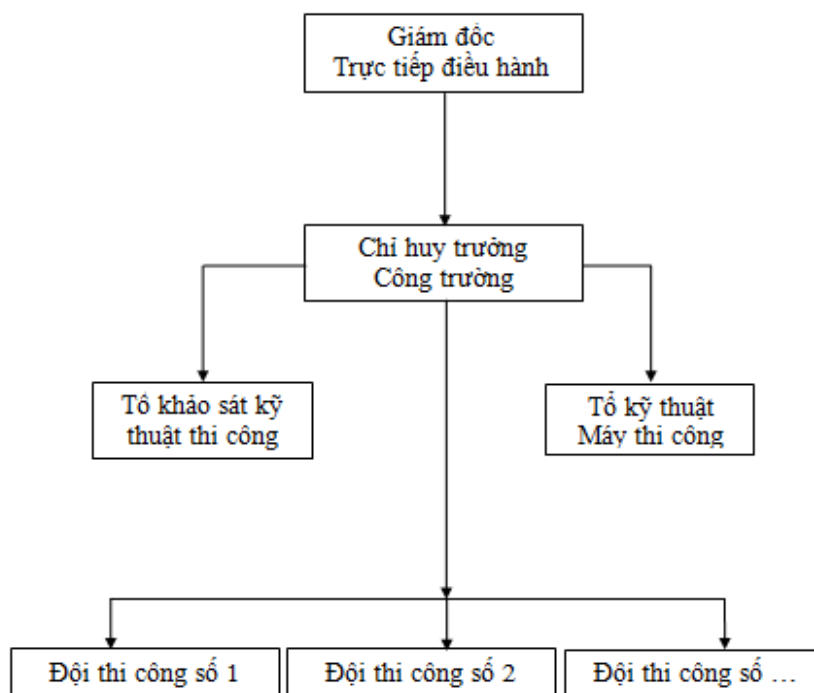 Giám đốc
Trực tiếp điều hành
Chỉ huy trưởng
Công trường
Tổ khảo sát kỹ
thuật thi công
Tổ kỹ thuật
Máy thi công
Đội thi công số 1
Đội thi công số 2
Đội thi công số ...